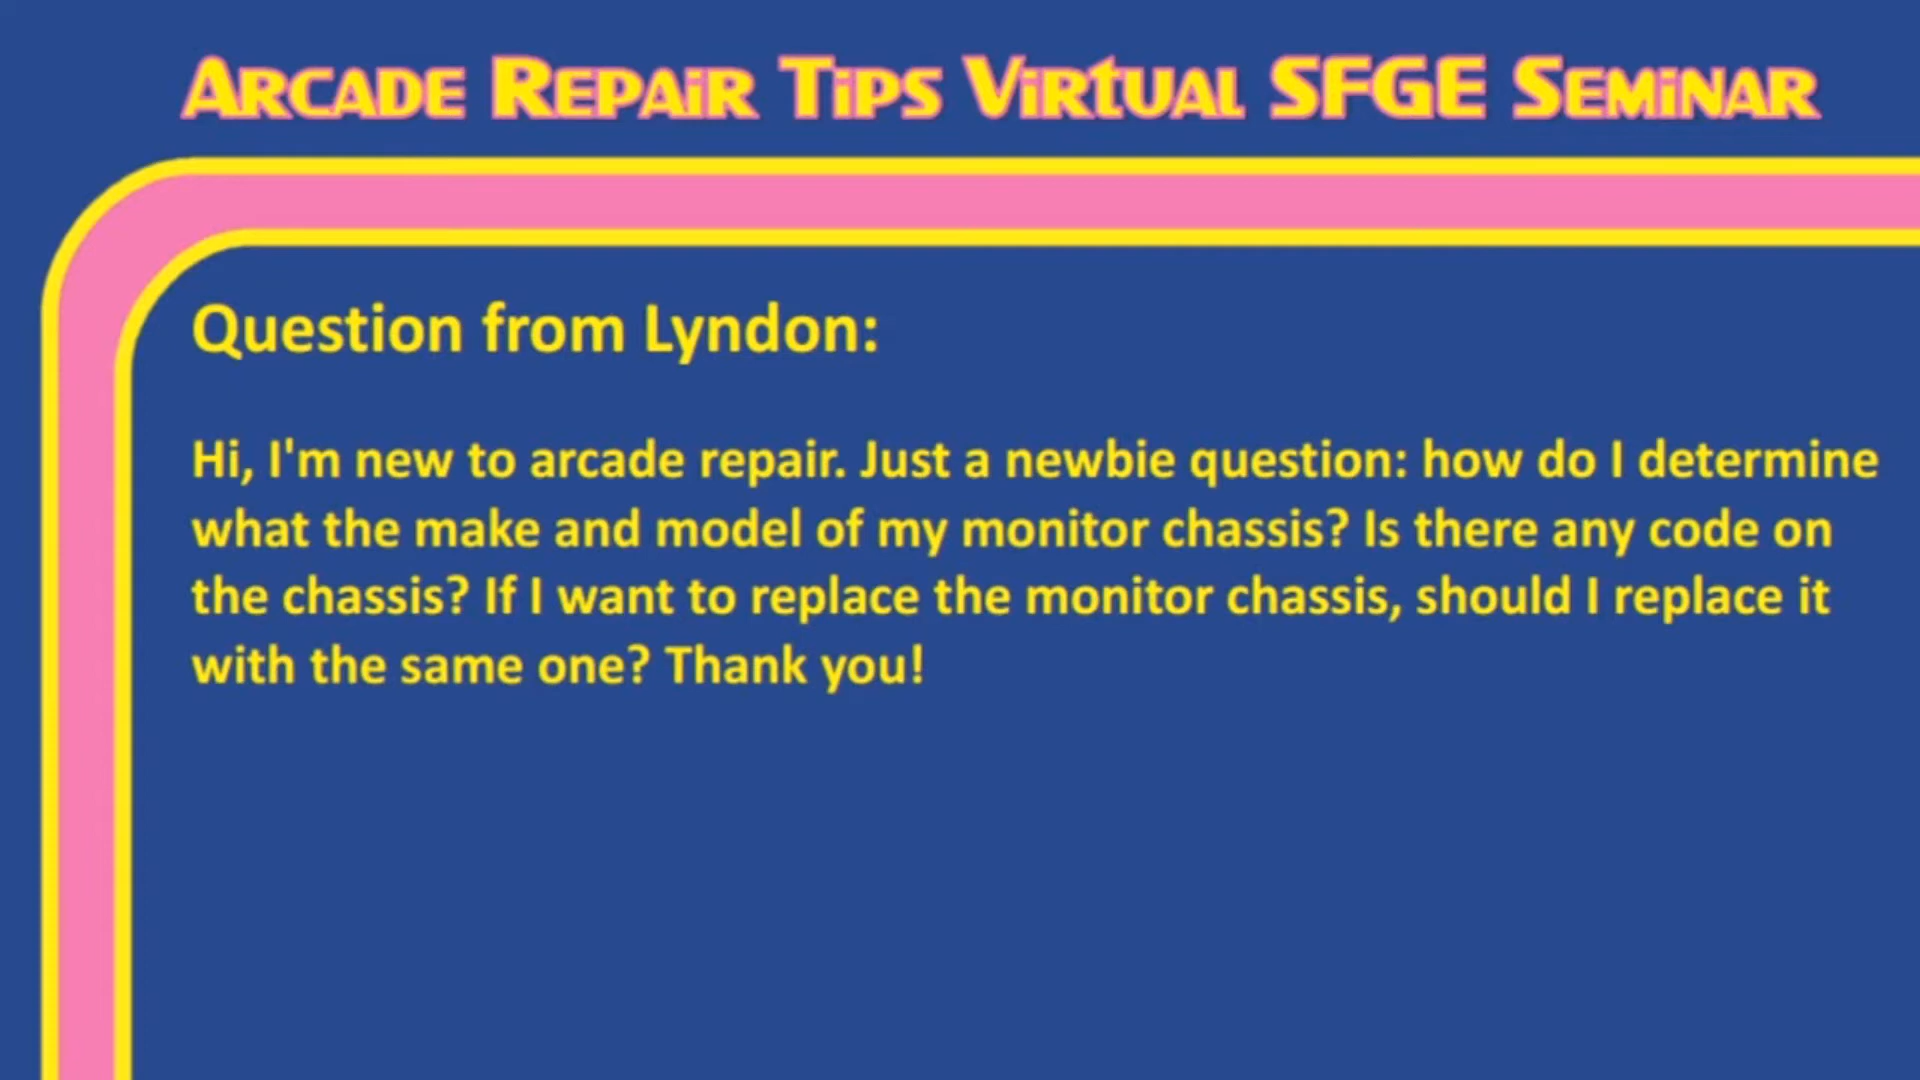 Arcade Repair Tips Virtual SFGE Seminar
Question from Lyndon:
Hi, I'm new to arcade repair. Just a newbie question: how do I determine
what the make and model of my monitor chassis? Is there any code on
the chassis? If I want to replace the monitor chassis, should I replace it
with the same one? Thank you!